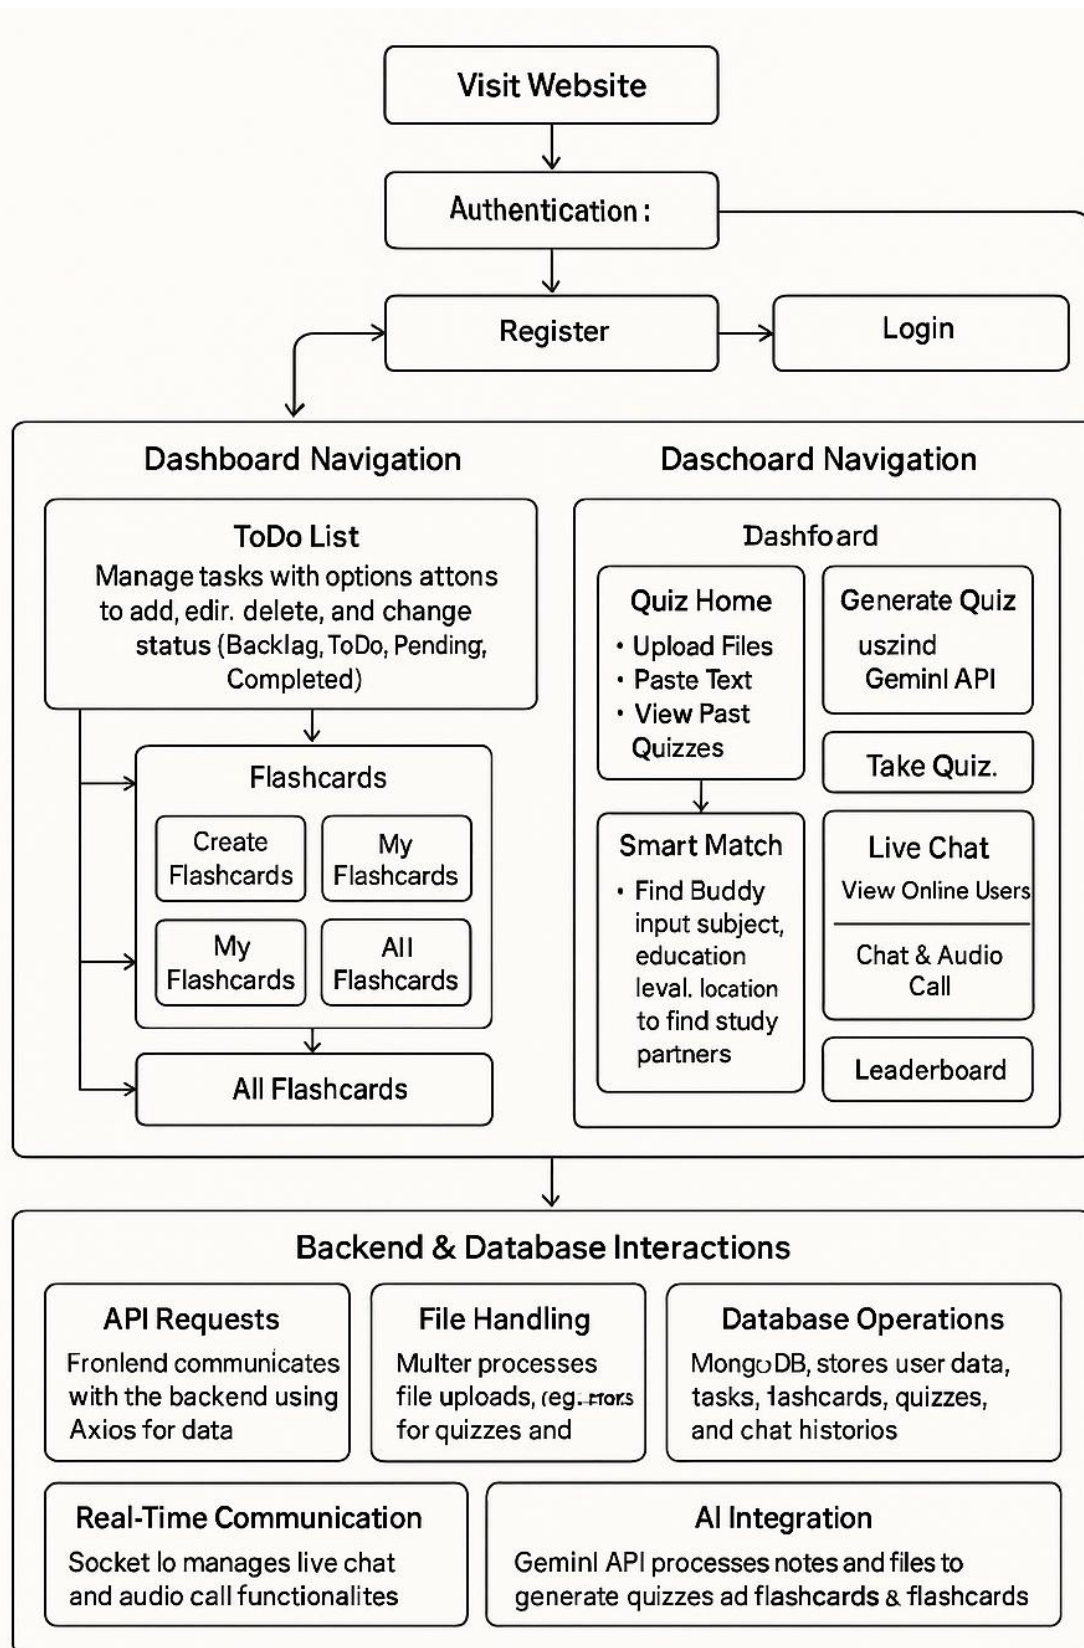 Visit Website
Authentication:
Register
Login
Dashboard Navigation
ToDo List
Manage tasks with options attons
to add, edir. delete, and change
status (Backlag, ToDo, Pending,
Completed)
Flashcards
Create
Flashcards
My
Flashcards
My
Flashcards
All
Flashcards
All Flashcards
Daschoard Navigation
Dashfoard
Quiz Home
• Upload Files
• Paste Text
• View Past
Quizzes
Generate Quiz
uszind
GeminI API
Take Quiz.
Smart Match
• Find Buddy
input subject,
education
leval. location
to find study
partners
Live Chat
View Online Users
Chat & Audio
Call
Leaderboard
Backend & Database Interactions
API Requests
Fronlend communicates
with the backend using
Axios for data
File Handling
Multer processes
file uploads,
for quizzes and
Database Operations
MongoDB, stores user data,
tasks, flashcards, quizzes,
and chat historios
Real-Time Communication
Socket Io manages live chat
and audio call functionalites
AI Integration
GeminI API processes notes and files to
generate quizzes ad flashcards & flashcards